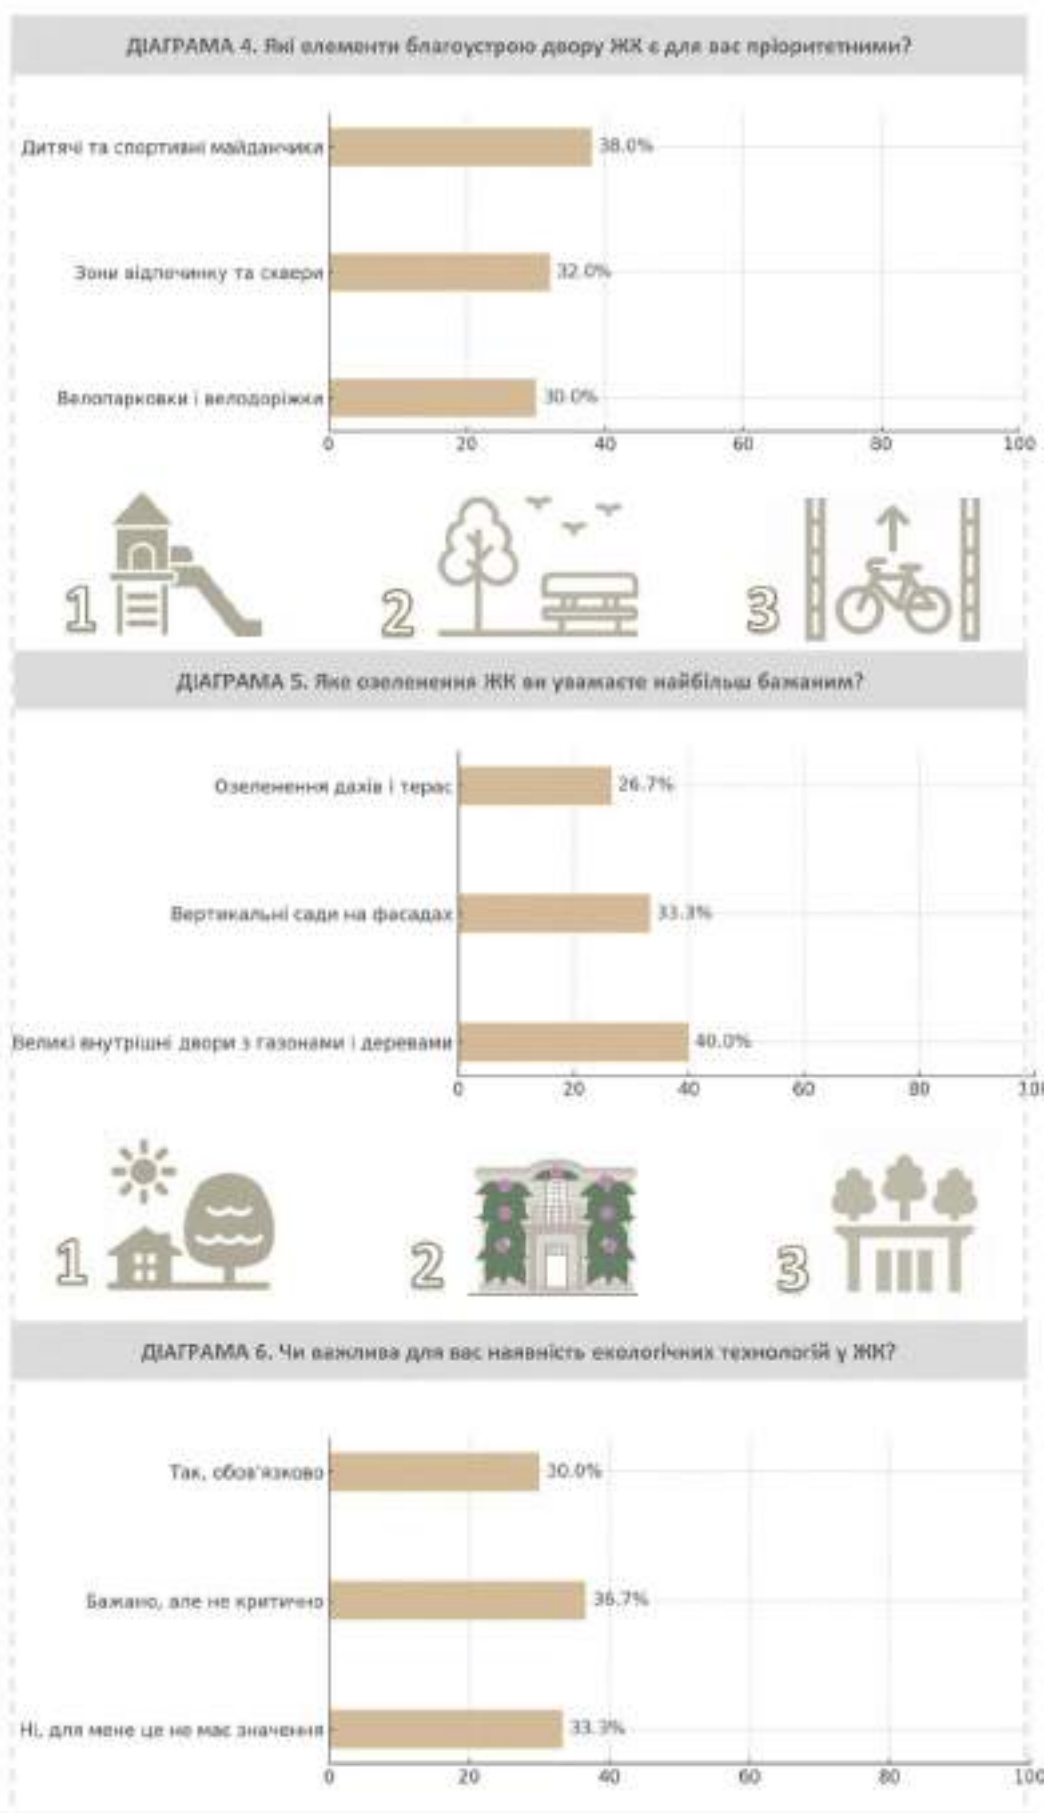 ДІАГРАМА 4. Які елементи благоустрою двору ЖК є для вас пріоритетними?
Дитячі та спортивні майданчики
38.0%
Зони відпочинку та сквери
32.0%
Велопарковки і велодоріжки
30.0%
0 20 40 60 80 100
1 2 3
ДІАГРАМА 5. Яке озеленення ЖК ви уважаєте найбільш бажаним?
Озеленення дахів і терас
26.7%
Вертикальні сади на фасадах
33.3%
Великі внутрішні двори з газонами і деревами
40.0%
0 20 40 60 80 10
1 2 3
ДІАГРАМА 6. Чи важлива для вас наявність екологічних технологій у ЖК?
Так, обов'язково
30.0%
Бажано, але не критично
36.7%
Ні, для мене це не має значення
33.3%
0 20 40 60 80 100